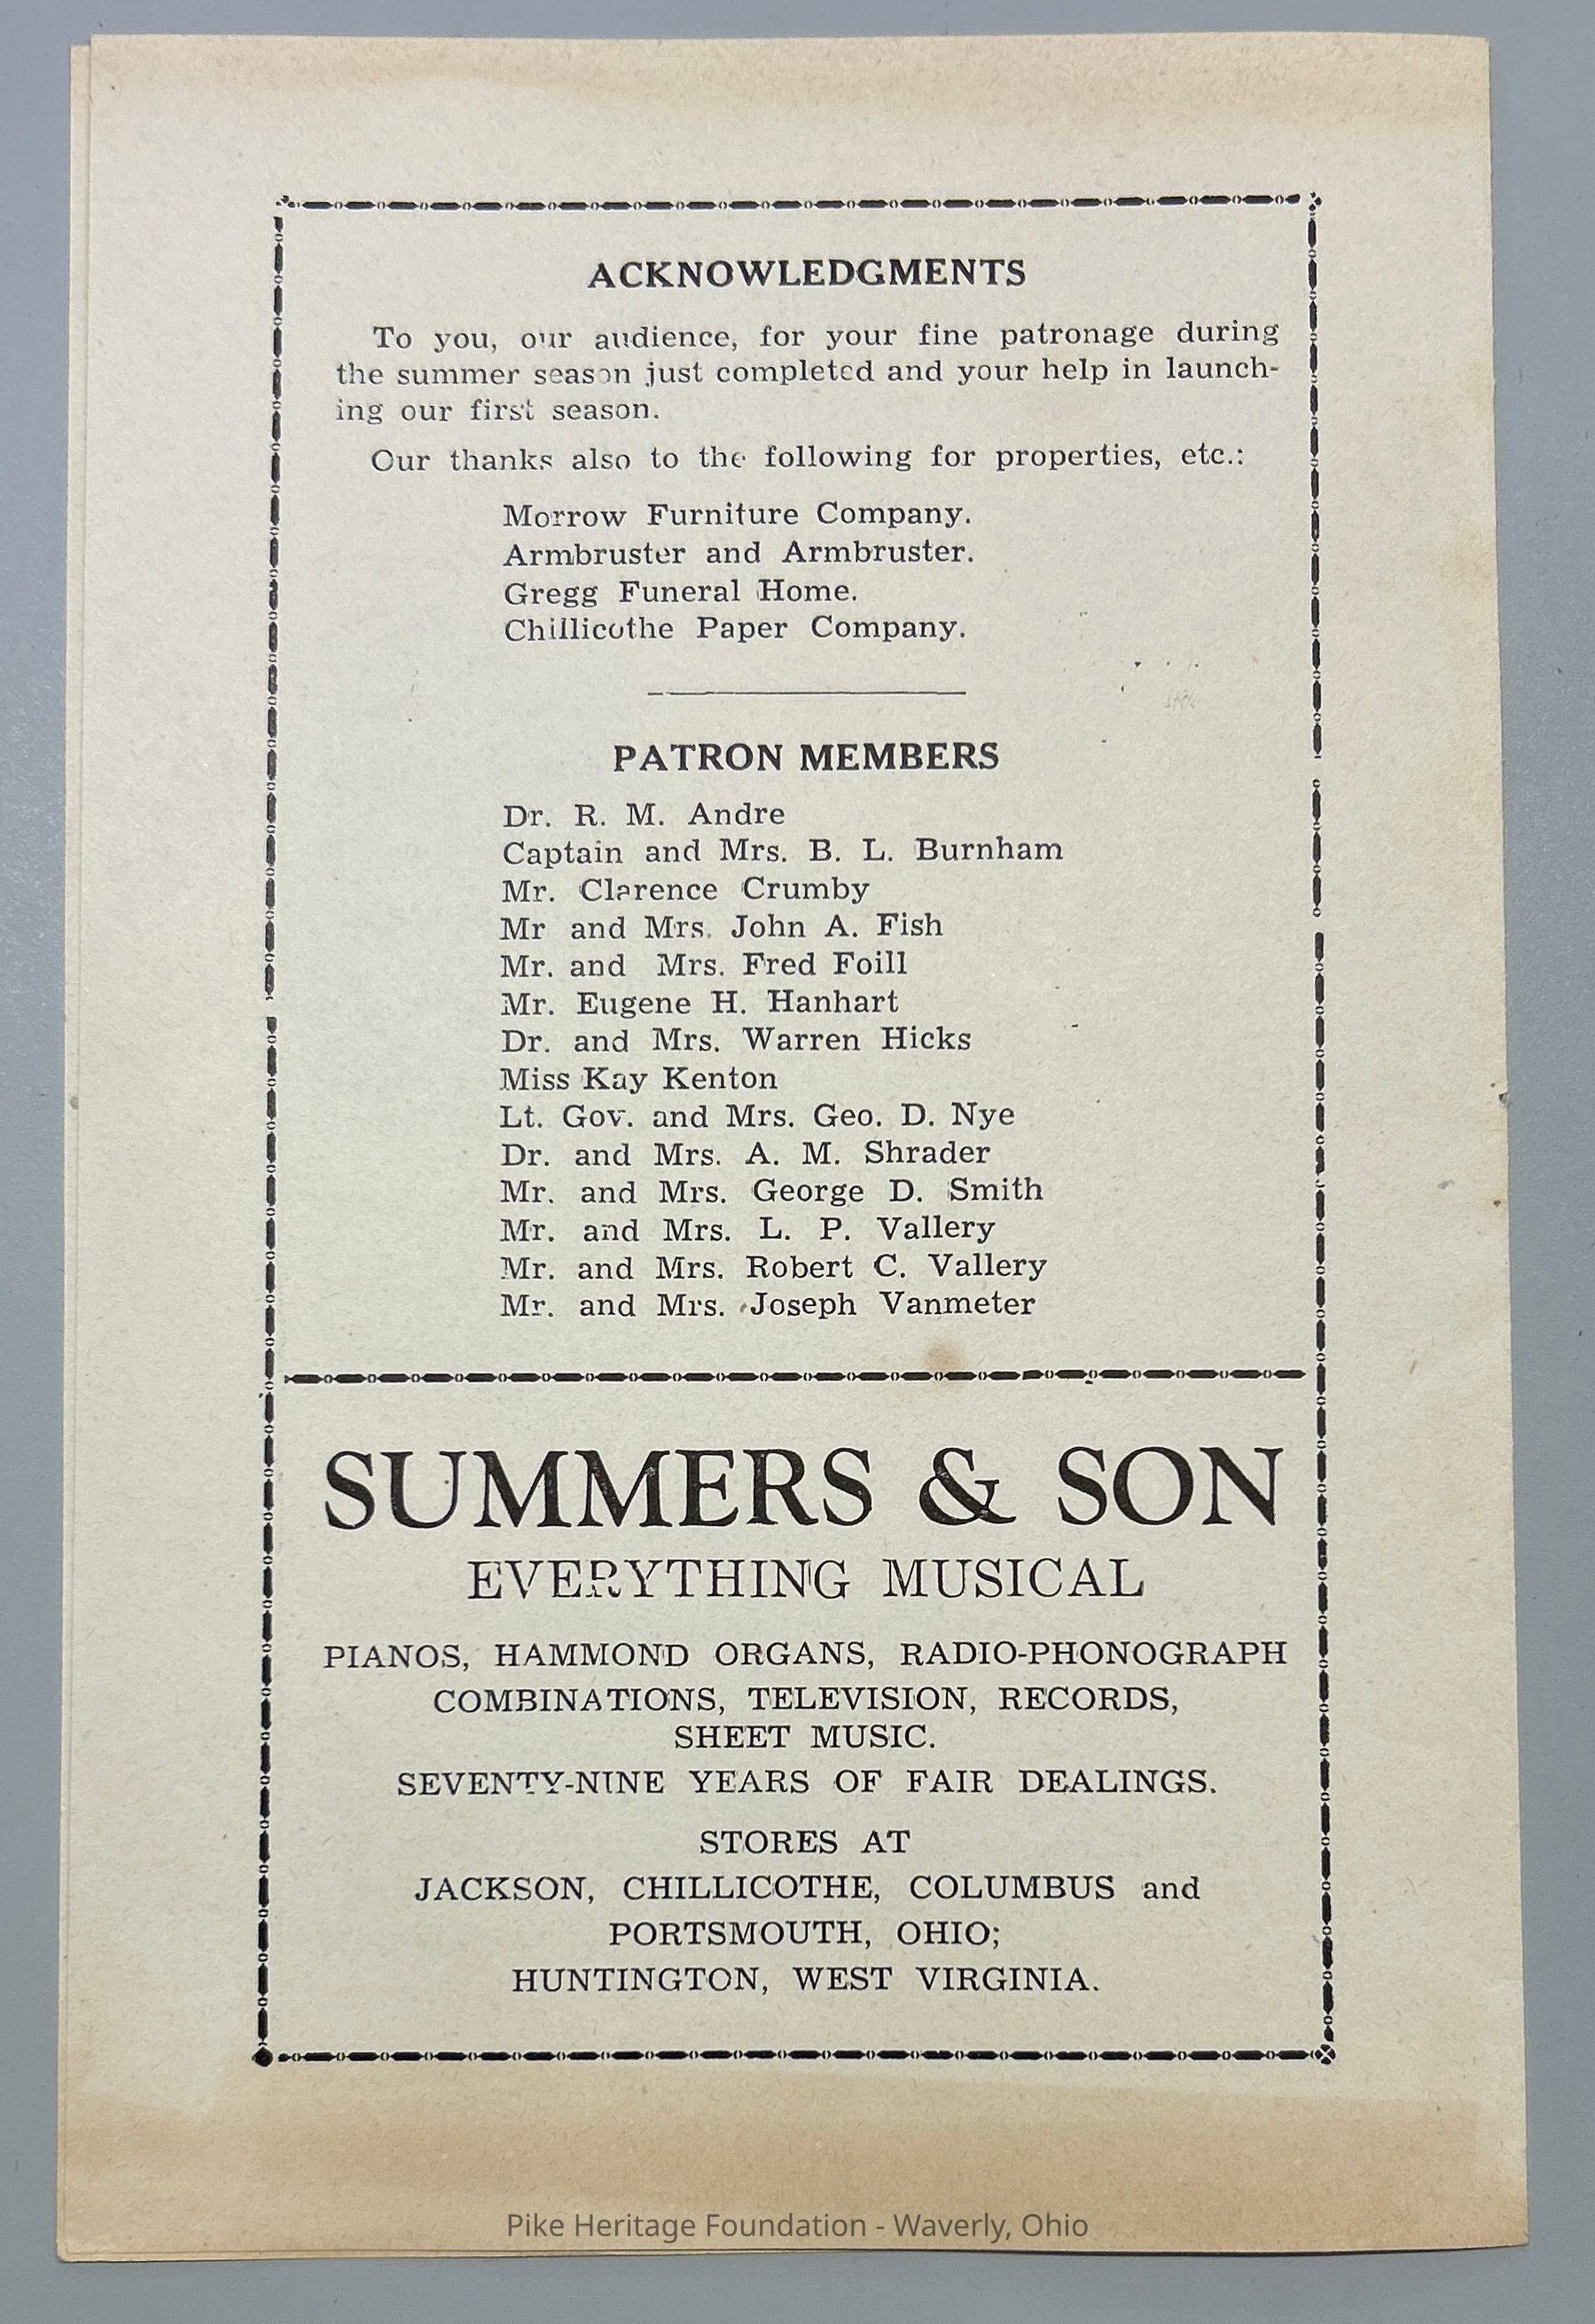 ACKNOWLEDGMENTS
To you, our audience, for your fine patronage during
the summer season just completed and your help in launch-
ing our first season.
Our thanks also to the following for properties, etc.:
Morrow Furniture Company.
Armbruster and Armbruster.
Gregg Funeral Home.
Chillicothe Paper Company.
PATRON MEMBERS
Dr. R. M. Andre
Captain and Mrs. B. L. Burnham
Mr. Clarence Crumby
Mr and Mrs. John A. Fish
Mr. and Mrs. Fred Foill
Mr. Eugene H. Hanhart
Dr. and Mrs. Warren Hicks
Miss Kay Kenton
Lt. Gov. and Mrs. Geo. D. Nye
Dr. and Mrs. A. M. Shrader
Mr. and Mrs. George D. Smith
Mr. and Mrs. L. P. Vallery
Mr. and Mrs. Robert C. Vallery
Mr. and Mrs. Joseph Vanmeter
SUMMERS & SON
EVERYTHING MUSICAL
PIANOS, HAMMOND ORGANS, RADIO-PHONOGRAPH
COMBINATIONS, TELEVISION, RECORDS,
SHEET MUSIC.
SEVENTY-NINE YEARS OF FAIR DEALINGS.
STORES AT
JACKSON, CHILLICOTHE, COLUMBUS and
PORTSMOUTH, OHIO;
HUNTINGTON, WEST VIRGINIA.
Pike Heritage Foundation - Waverly, Ohio